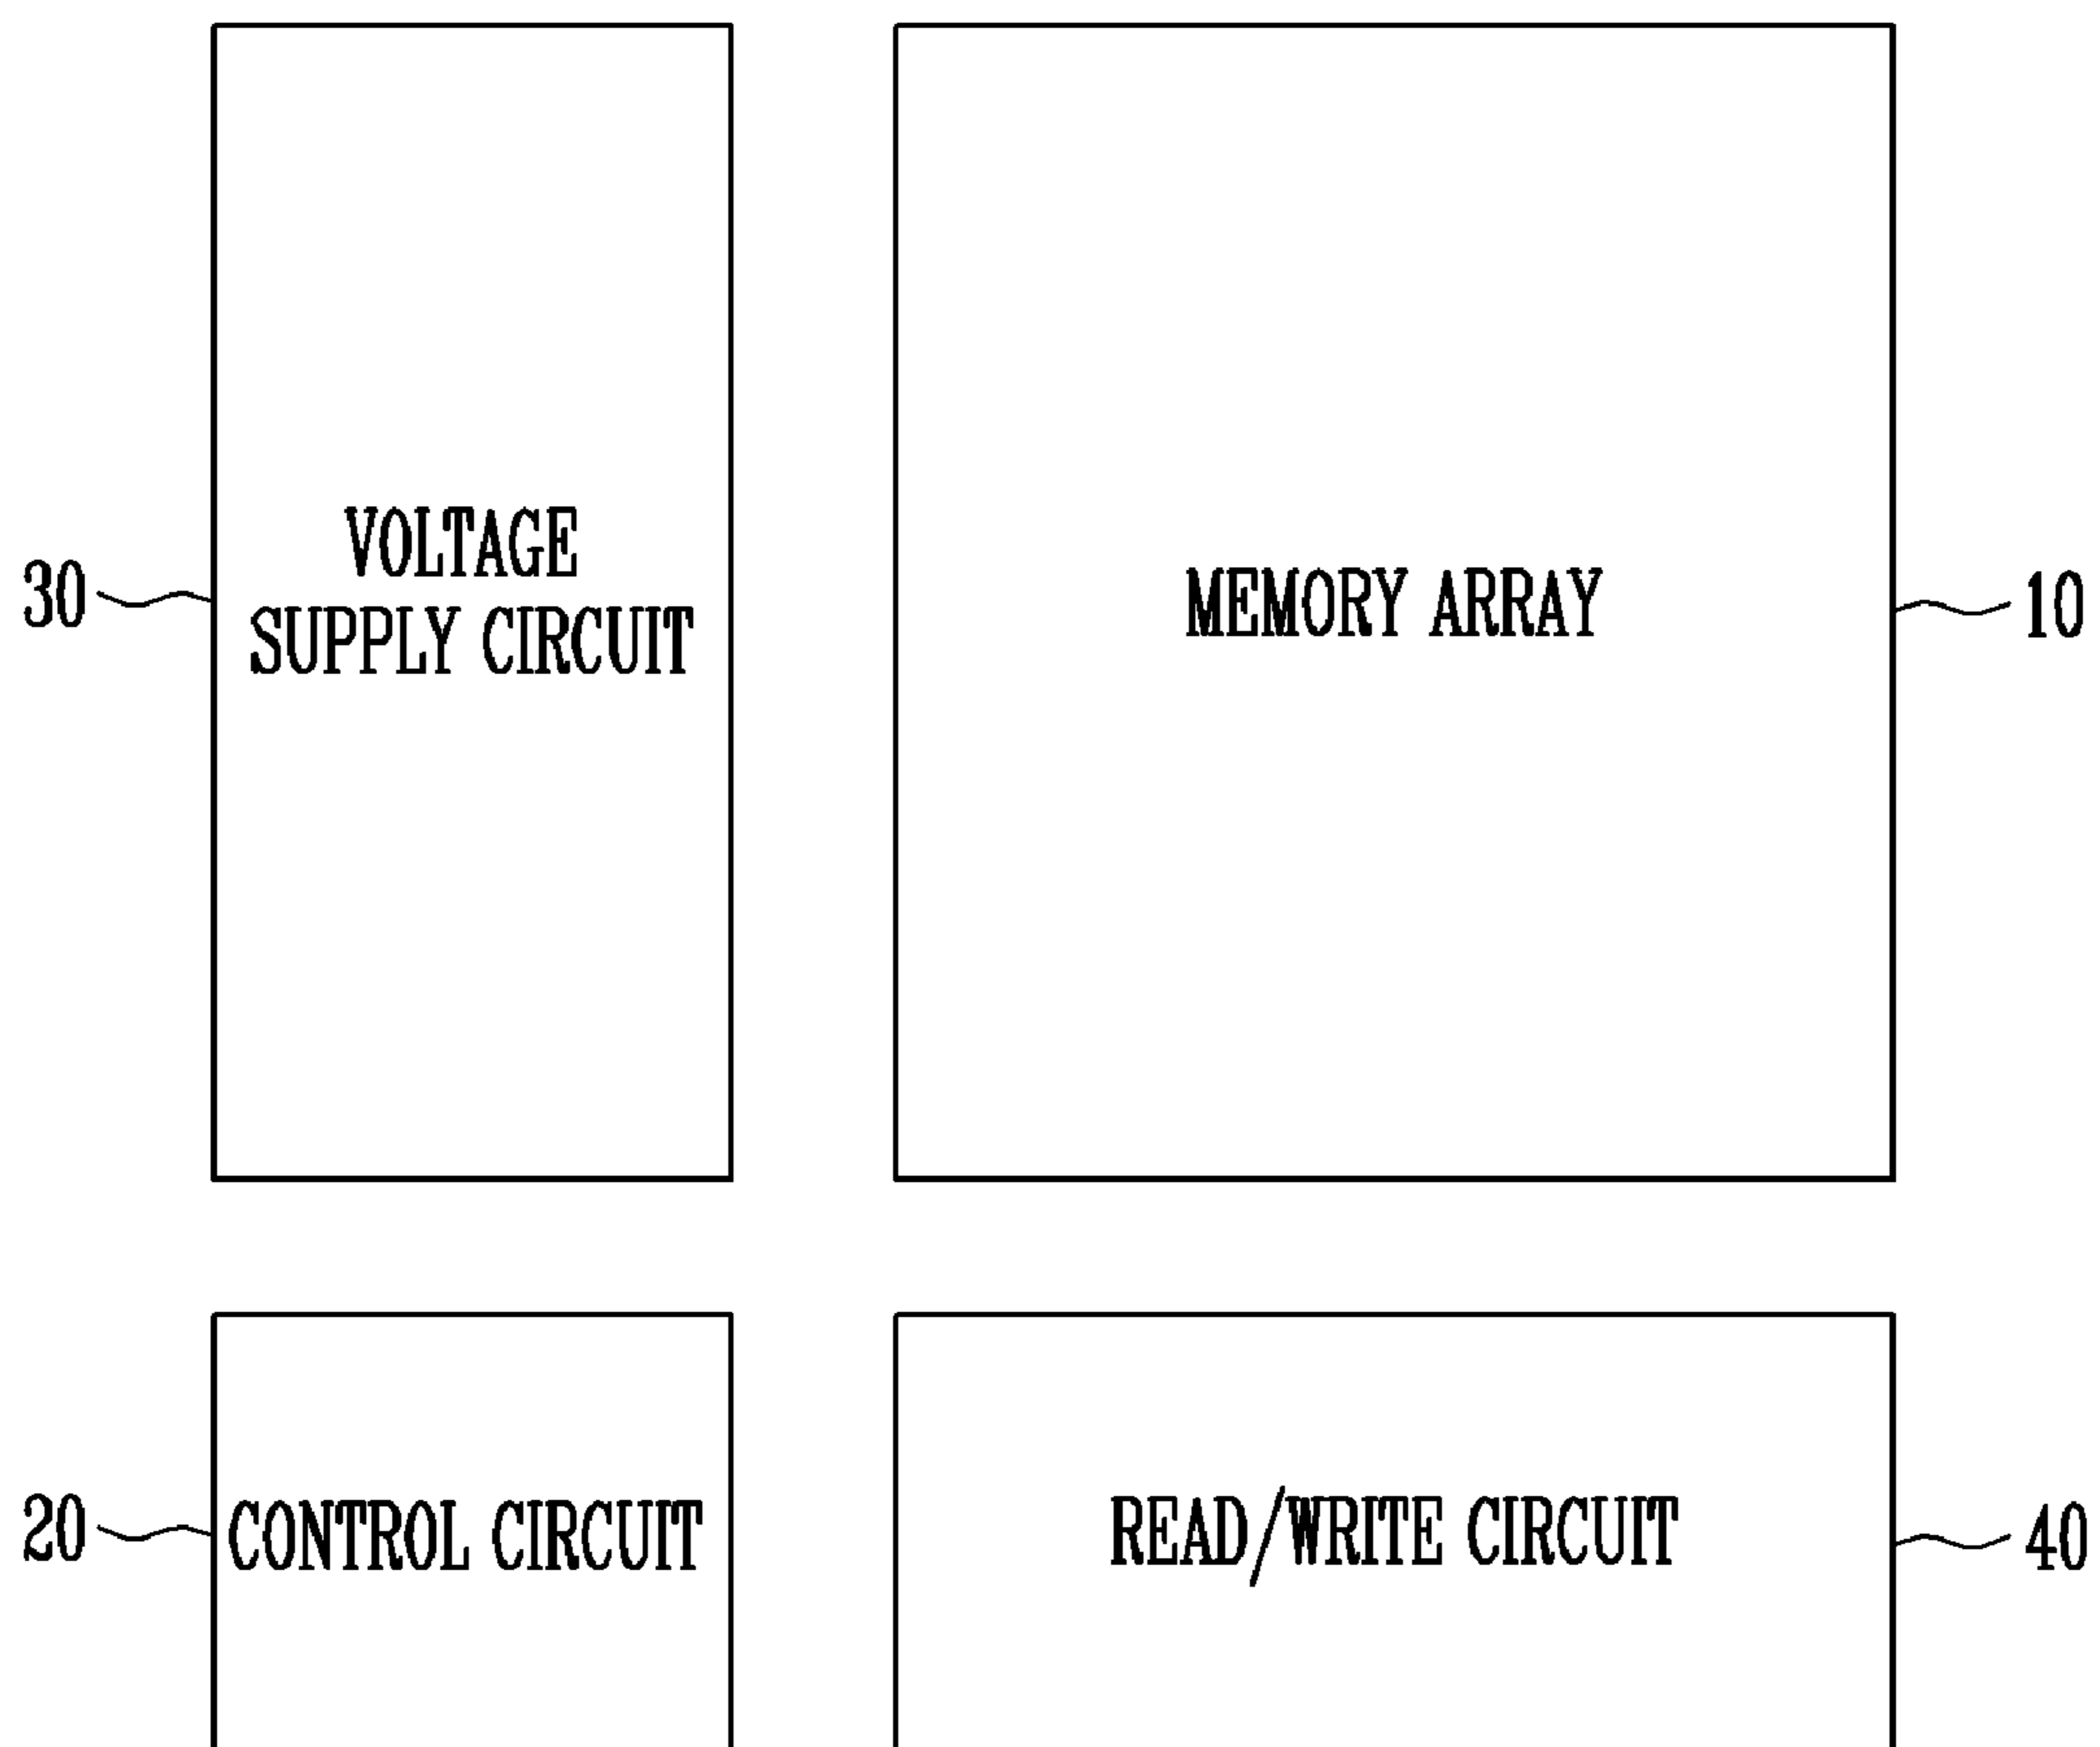 VOLTAGE
SUPPLY CIRCUIT
30
MEMORY ARRAY
10
20
CONTROL CIRCUIT
READ/WRITE CIRCUIT
40